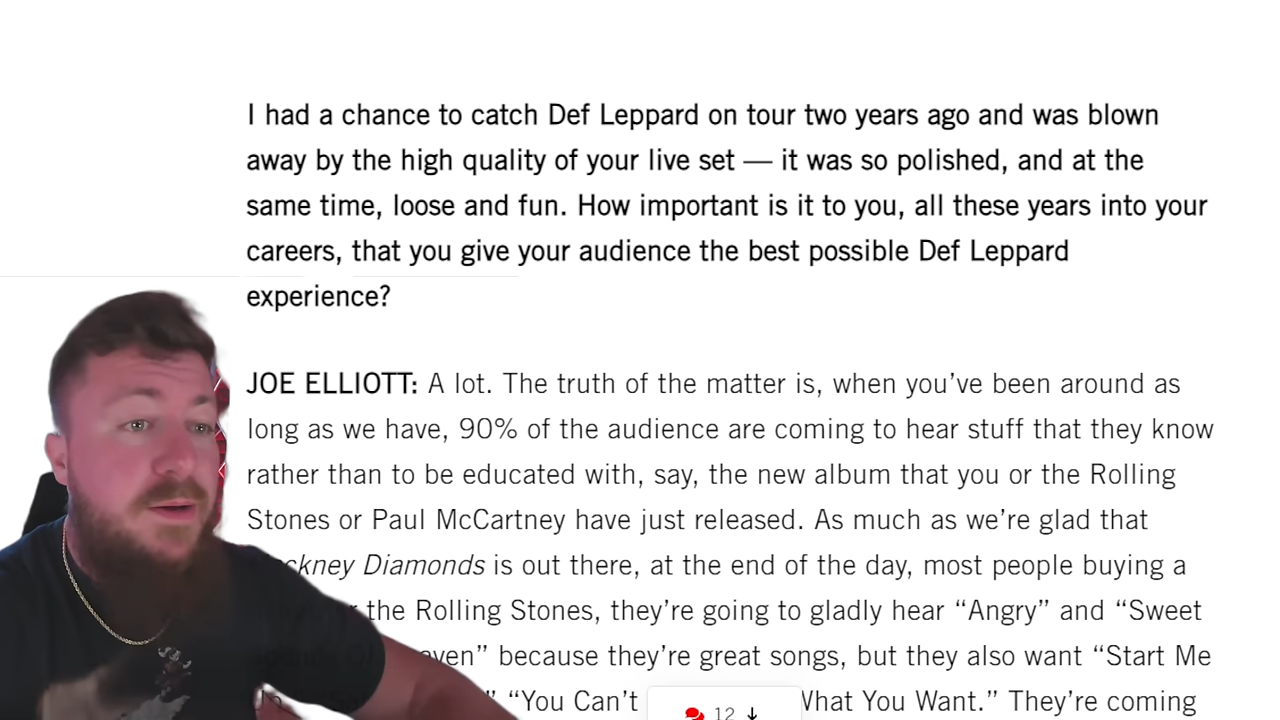 I had a chance to catch Def Leppard on tour two years ago and was blown
away by the high quality of your live set — it was so polished, and at the
same time, loose and fun. How important is it to you, all these years into your
careers, that you give your audience the best possible Def Leppard
experience?
JOE ELLIOTT: A lot. The truth of the matter is, when you’ve been around as
long as we have, 90% of the audience are coming to hear stuff that they know
rather than to be educated with, say, the new album that you or the Rolling
Stones or Paul McCartney have just released. As much as we’re glad that
Diamonds is out there, at the end of the day, most people buying a
the Rolling Stones, they’re going to gladly hear “Angry” and “Sweet
because they’re great songs, but they also want “Start Me
“You Can’t What You Want.” They’re coming
12